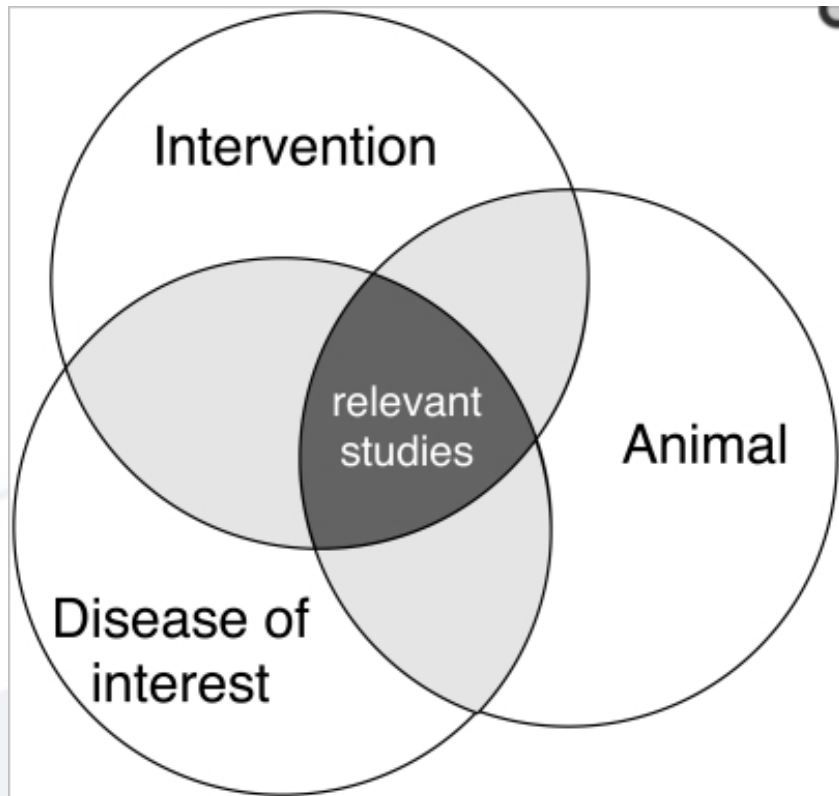 Intervention
relevant
studies
Animal
Disease of
interest